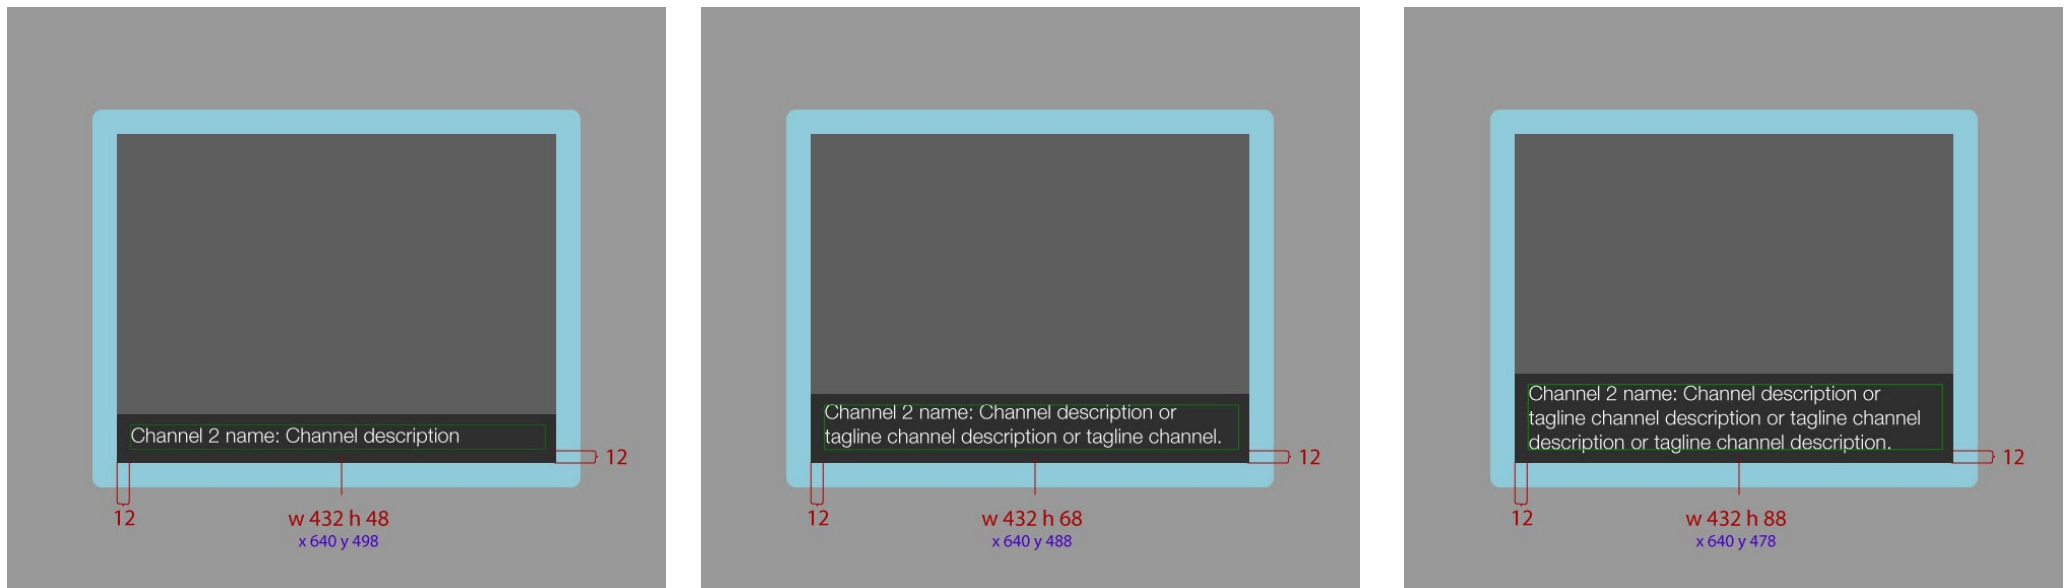 Channel 2 name: Channel description
12
12
w 432 h 48
x 640 y 498
Channel 2 name: Channel description or
tagline channel description or tagline channel.
12
12
w 432 h 68
x 640 y 488
Channel 2 name: Channel description or
tagline channel description or tagline channel
description or tagline channel description.
12
12
w 432 h 88
x 640 y 478